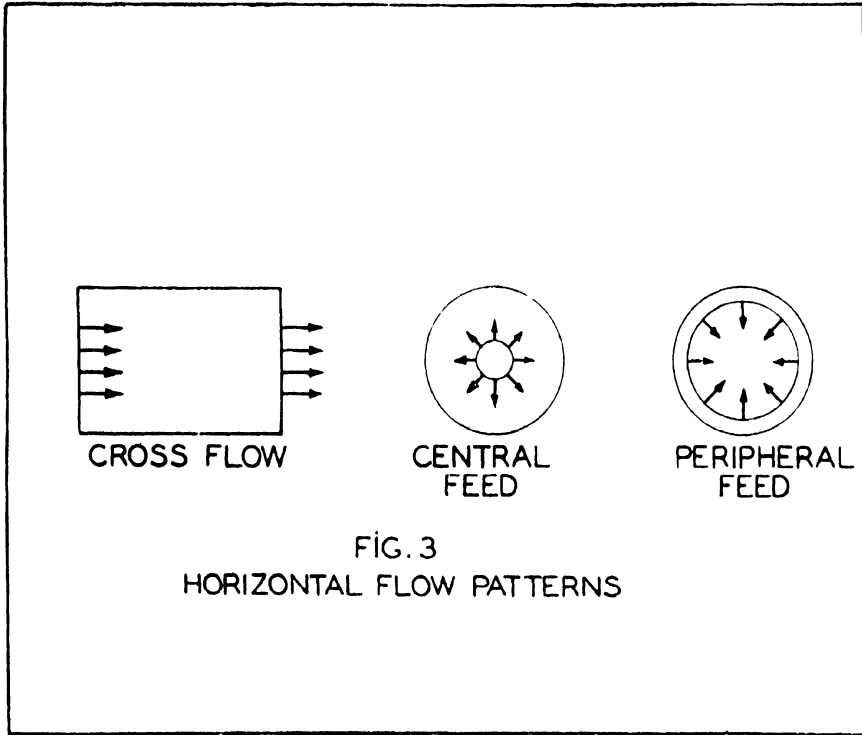 CROSS FLOW
CENTRAL
FEED
PERIPHERAL
FEED
FIG. 3
HORIZONTAL FLOW PATTERNS